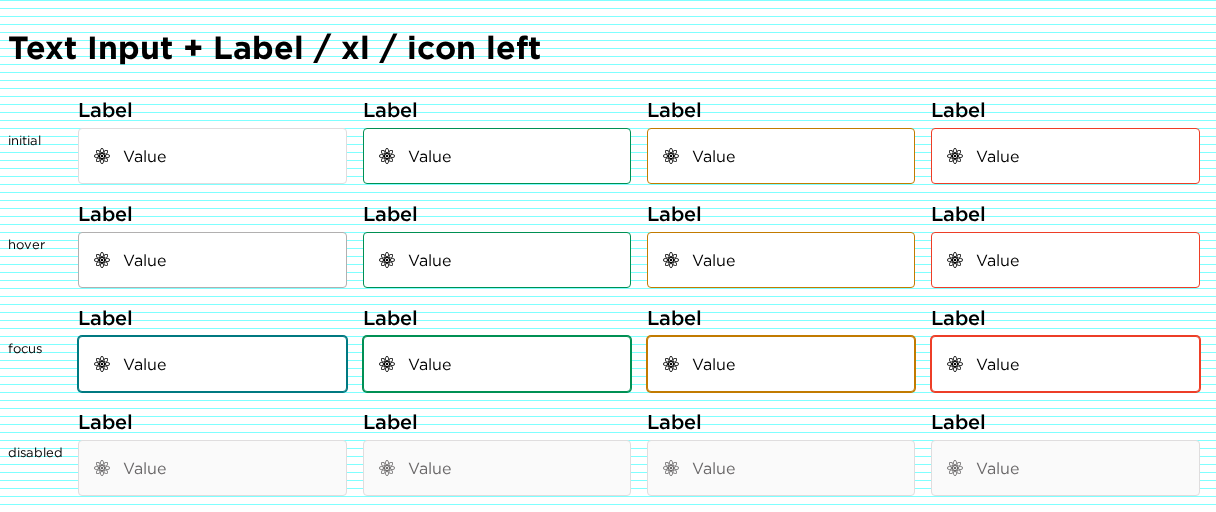 Text Input + Label / xl / icon left
Label Label Label Label
initial Value Value Value Value
Label Label Label Label
hover Value Value Value Value
Label Label Label Label
focus Value Value Value Value
Label Label Label Label
disabled Value Value Value Value